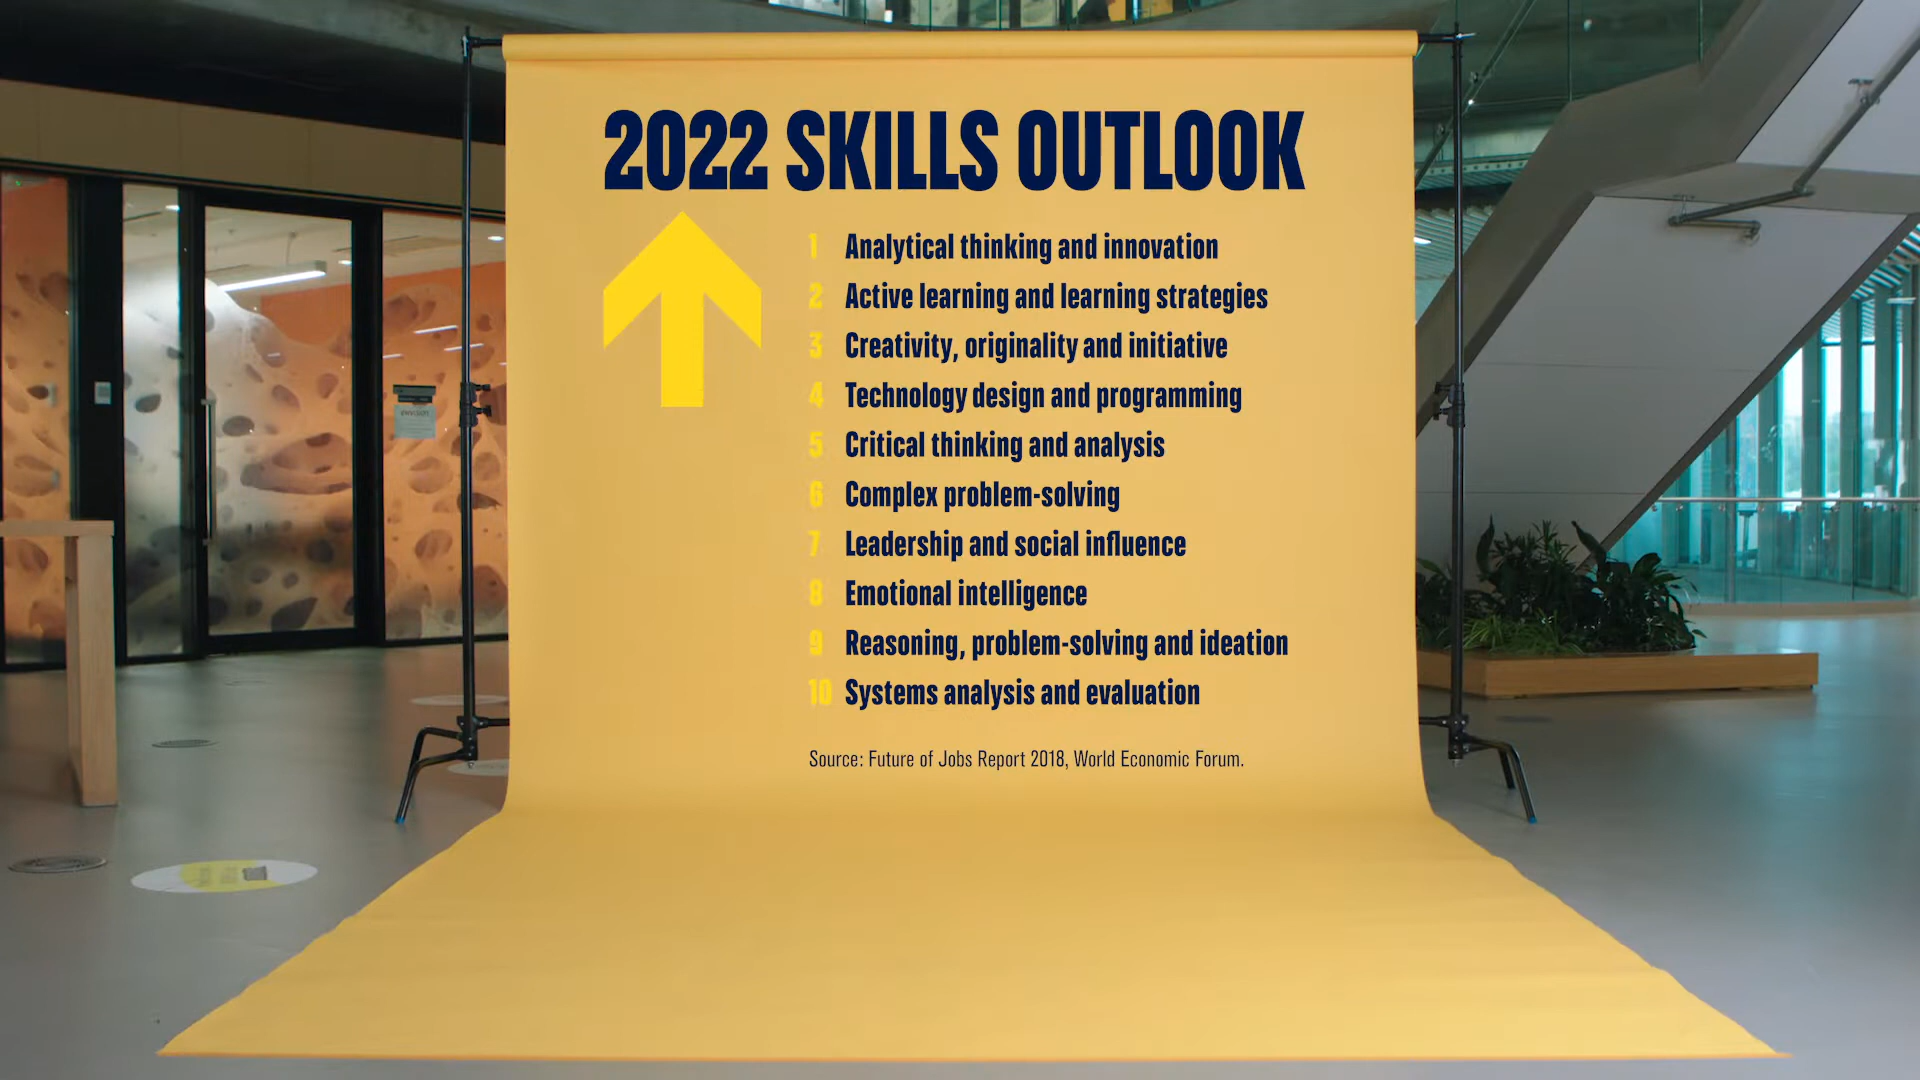 2022 SKILLS OUTLOOK
1 Analytical thinking and innovation
2 Active learning and learning strategies
3 Creativity, originality and initiative
4 Technology design and programming
5 Critical thinking and analysis
6 Complex problem-solving
7 Leadership and social influence
8 Emotional intelligence
9 Reasoning, problem-solving and ideation
10 Systems analysis and evaluation
Source: Future of Jobs Report 2018, World Economic Forum.